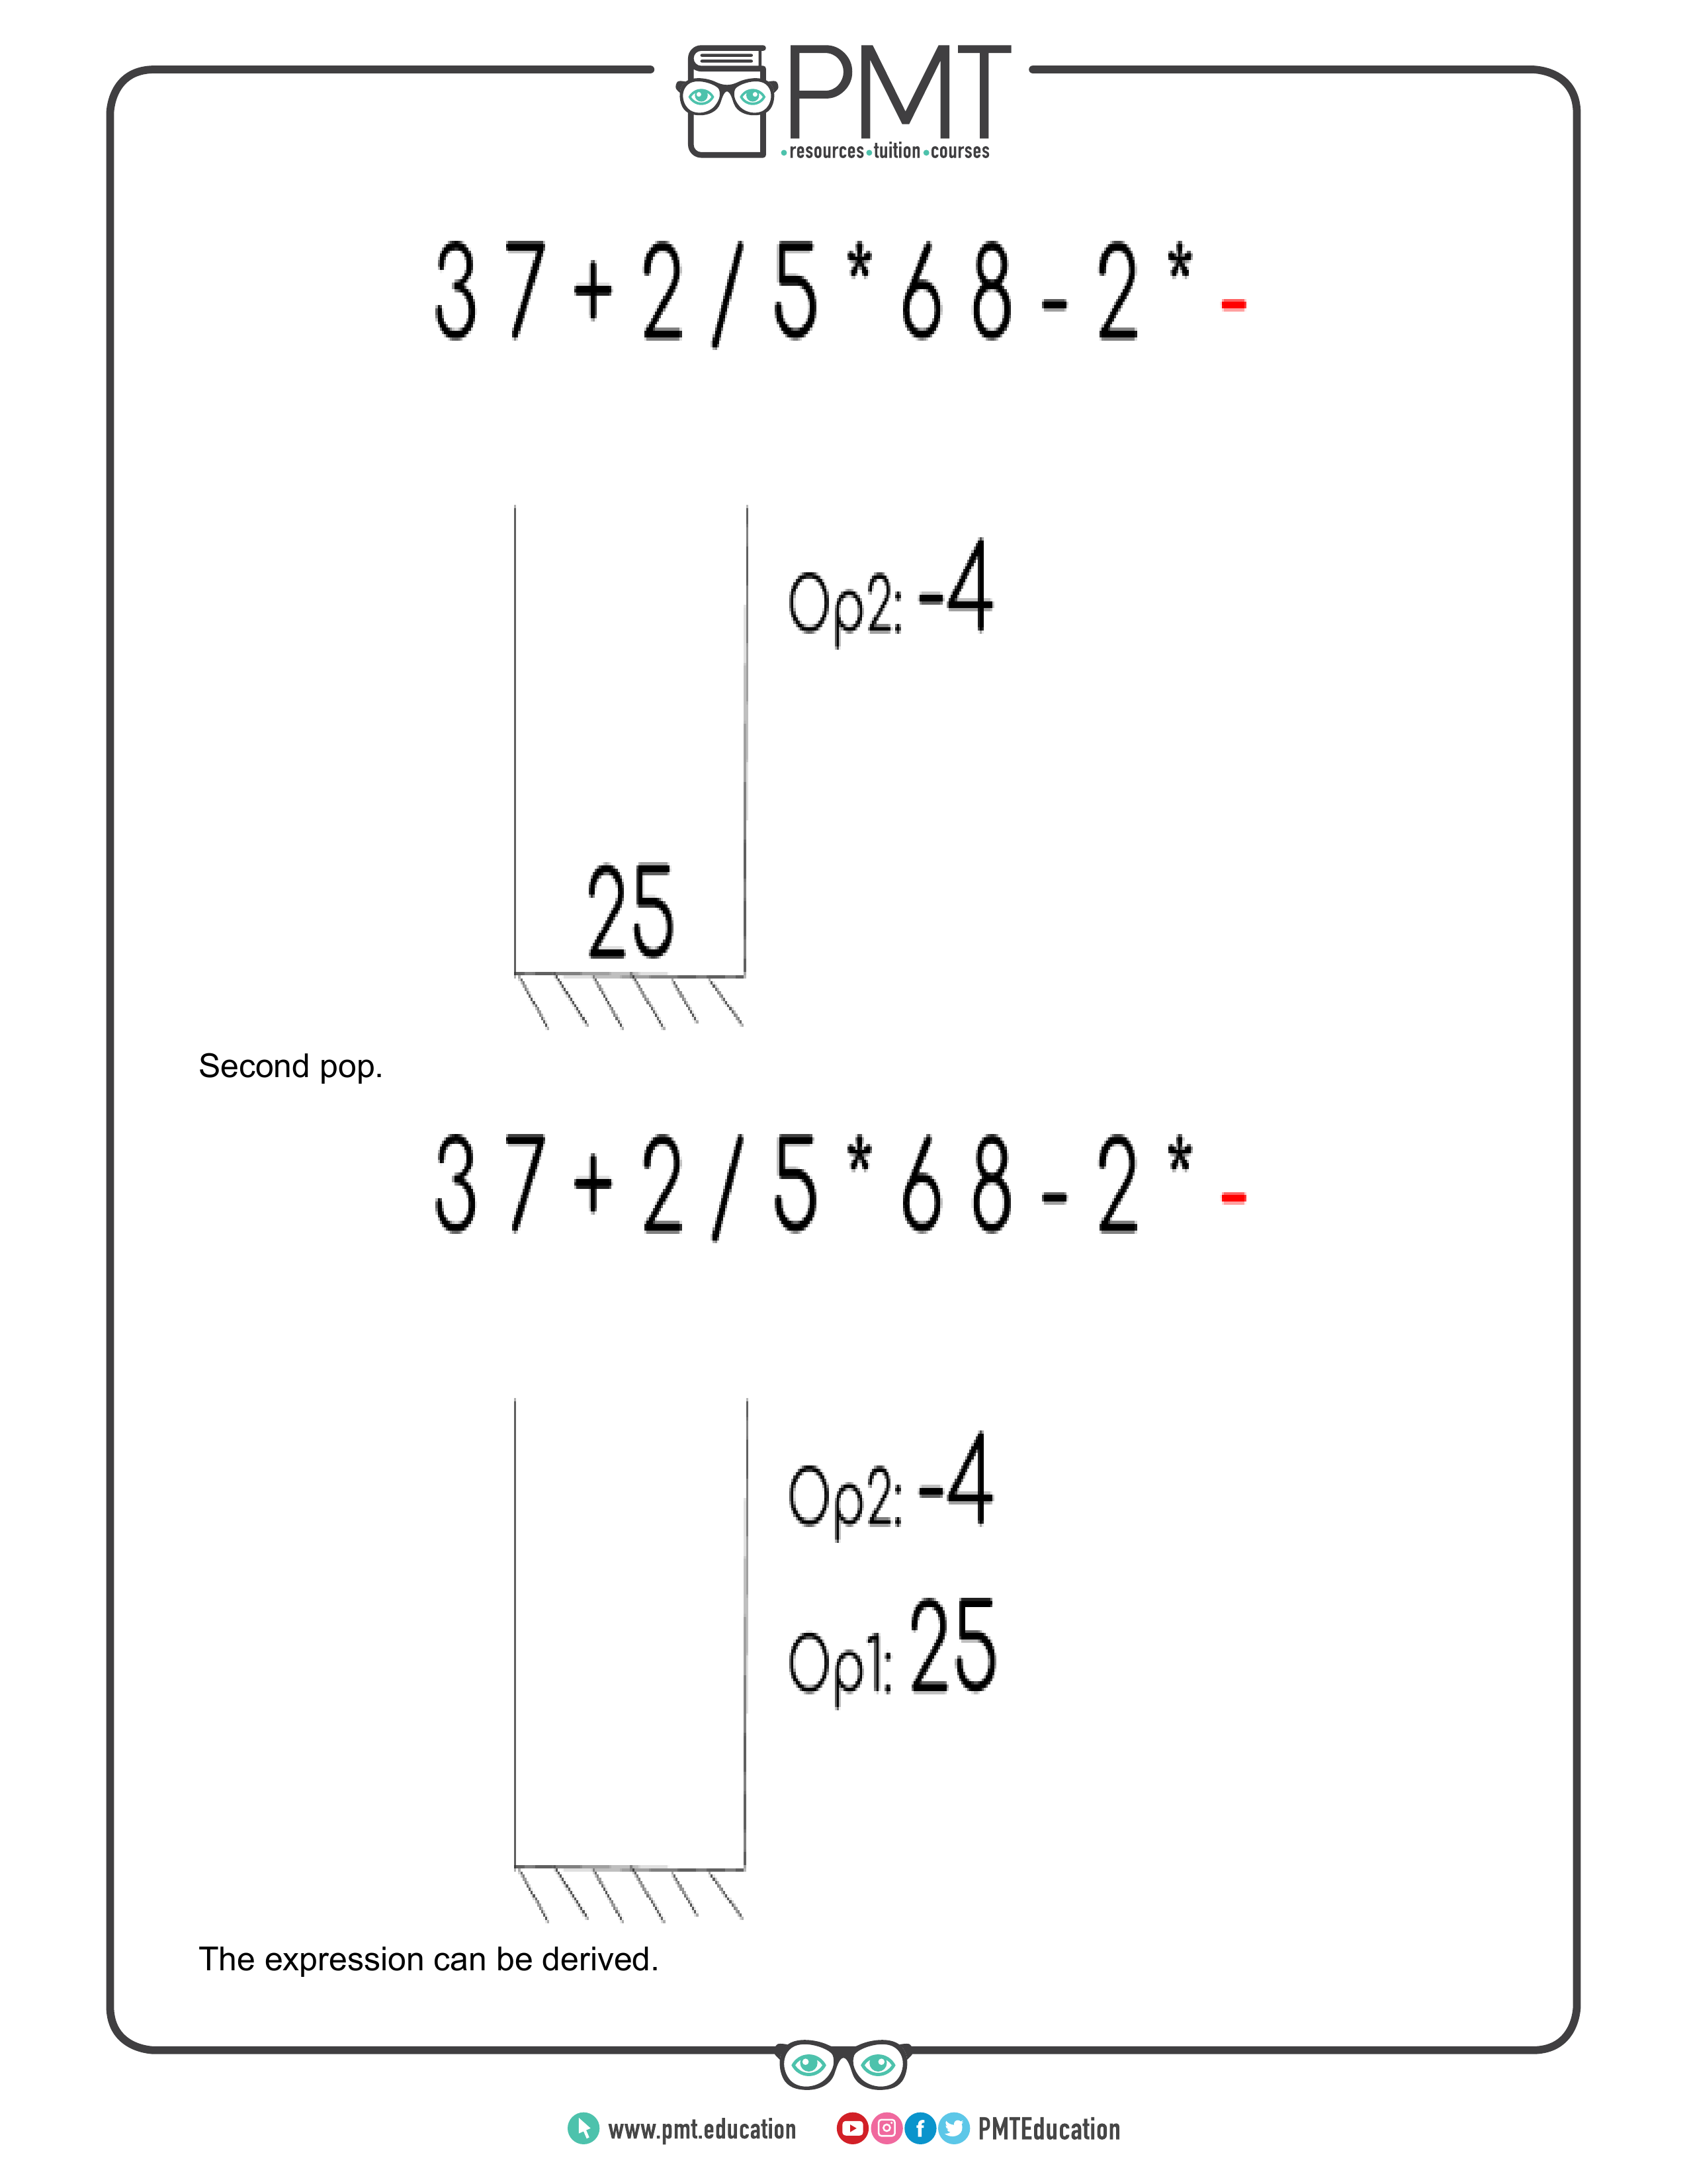 PMT
•resources•tuition•courses
3 7 + 2 / 5 * 6 8 - 2 * -
Op2: -4
25
Second pop.
3 7 + 2 / 5 * 6 8 - 2 * -
Op2: -4
Op1: 25
The expression can be derived.
www.pmt.education PMTEducation